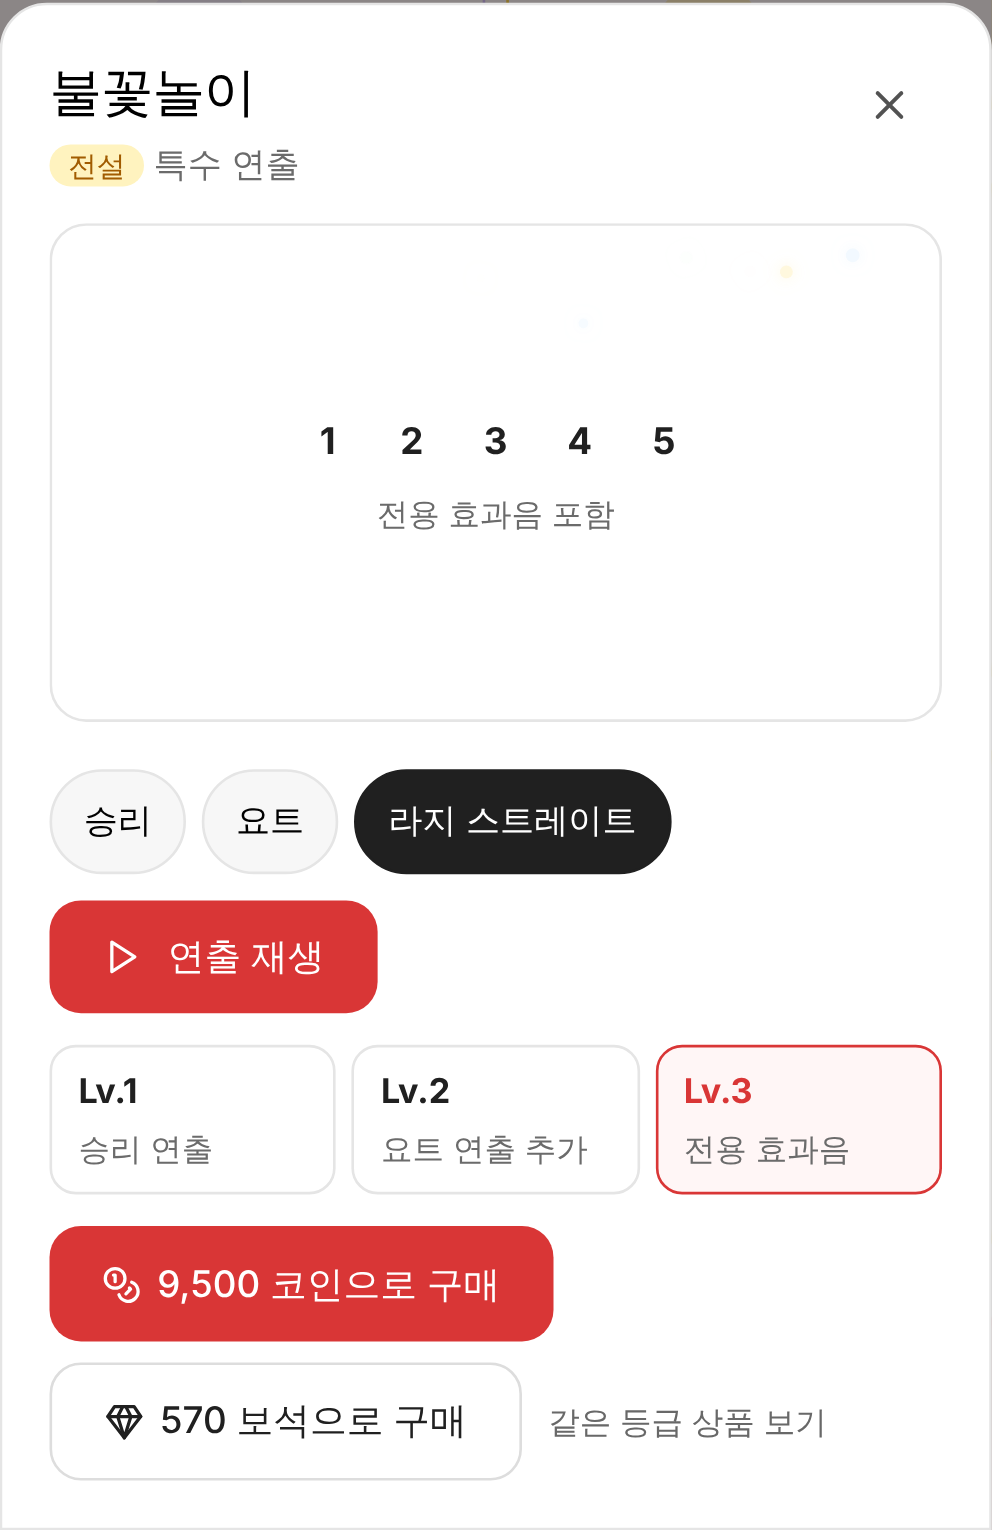 불꽃놀이
전설 특수 연출
1 2 3 4 5
전용 효과음 포함
승리 요트 라지 스트레이트
연출 재생
Lv.1 Lv.2 Lv.3
승리 연출 요트 연출 추가 전용 효과음
9,500 코인으로 구매
570 보석으로 구매 같은 등급 상품 보기